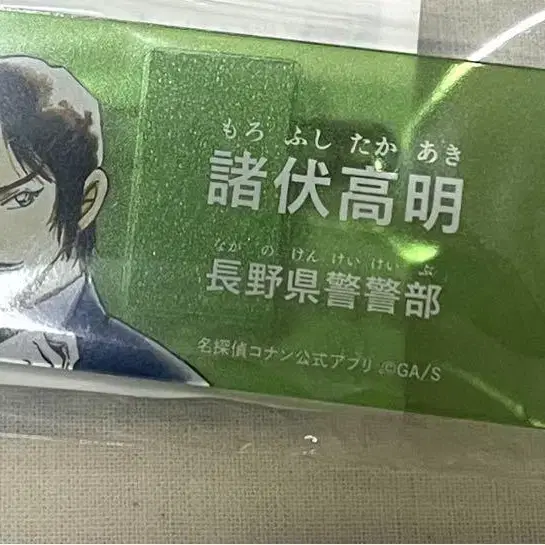 もろ ふし たか あき
諸伏高明
なが の けん けい けい ぶ
長野県警警部
名探偵コナン公式アプリ ©GA/S